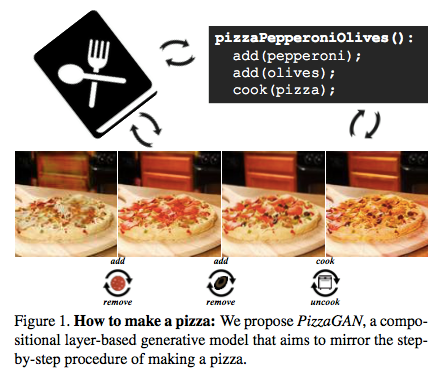 pizzaPepperoniOlives():
add(pepperoni);
add(olives);
cook(pizza);
add add cook
remove remove uncook
Figure 1. How to make a pizza: We propose PizzaGAN, a compo-
sitional layer-based generative model that aims to mirror the step-
by-step procedure of making a pizza.